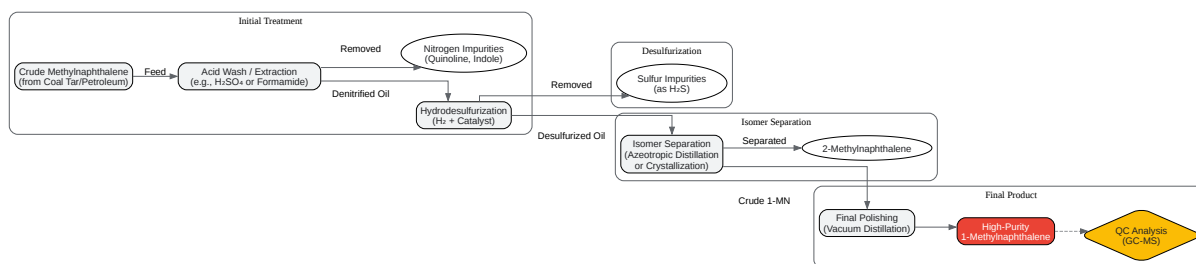 Initial Treatment
Crude Methylnaphthalene
(from Coal Tar/Petroleum)
Feed
Acid Wash / Extraction
(e.g., H₂SO₄ or Formamide)
Removed
Nitrogen Impurities
(Quinoline, Indole)
Denitrified Oil
Hydrodesulfurization
(H₂ + Catalyst)
Removed
Desulfurization
Sulfur Impurities
(as H₂S)
Desulfurized Oil
Isomer Separation
Isomer Separation
(Azeotropic Distillation
or Crystallization)
Separated
2-Methylnaphthalene
Crude 1-MN
Final Product
Final Polishing
(Vacuum Distillation)
High-Purity
1-Methylnaphthalene
QC Analysis
(GC-MS)